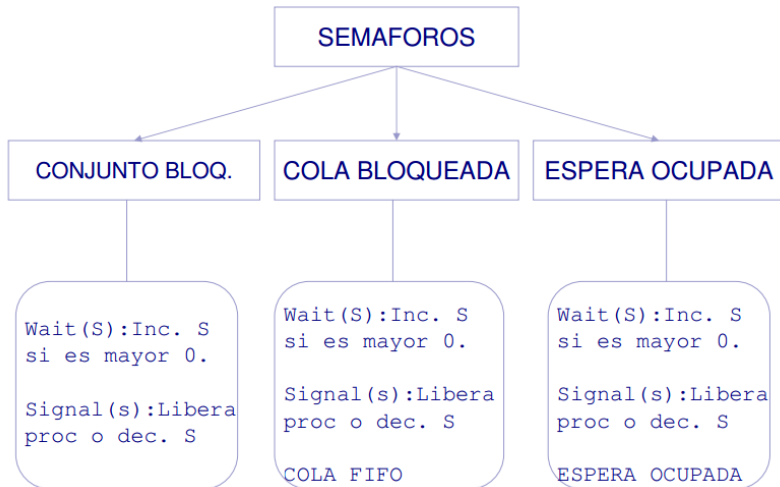 SEMAFOROS
CONJUNTO BLOQ.
COLA BLOQUEADA
ESPERA OCUPADA
Wait(S):Inc. S
si es mayor 0.
Signal(s):Libera
proc o dec. S
Wait(S):Inc. S
si es mayor 0.
Signal(s):Libera
proc o dec. S
COLA FIFO
Wait(S):Inc. S
si es mayor 0.
Signal(s):Libera
proc o dec. S
ESPERA OCUPADA